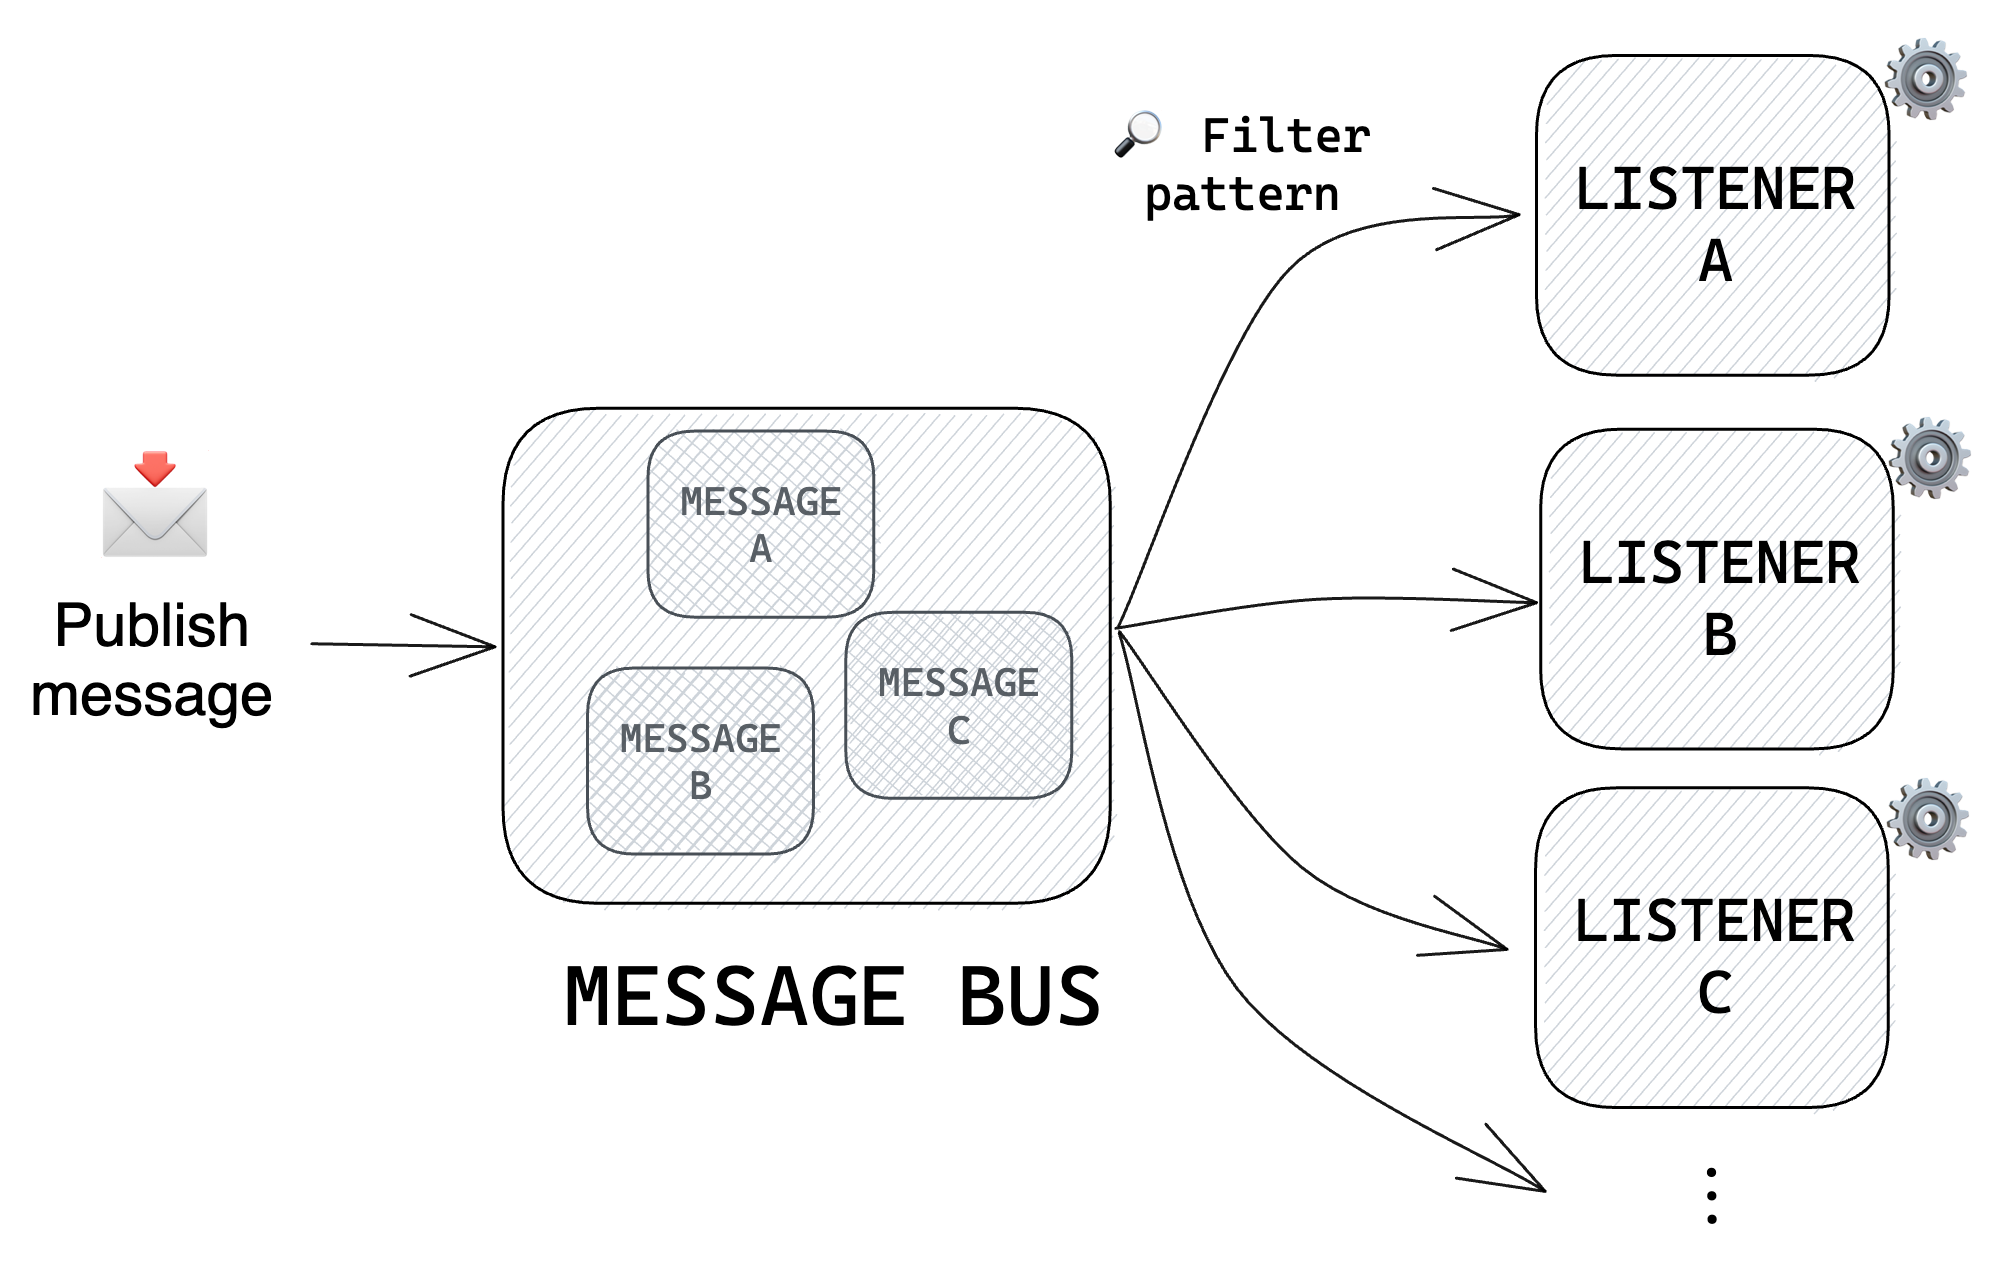 Publish
message
MESSAGE
A
MESSAGE
B
MESSAGE
C
MESSAGE BUS
Filter
pattern
LISTENER
A
LISTENER
B
LISTENER
C